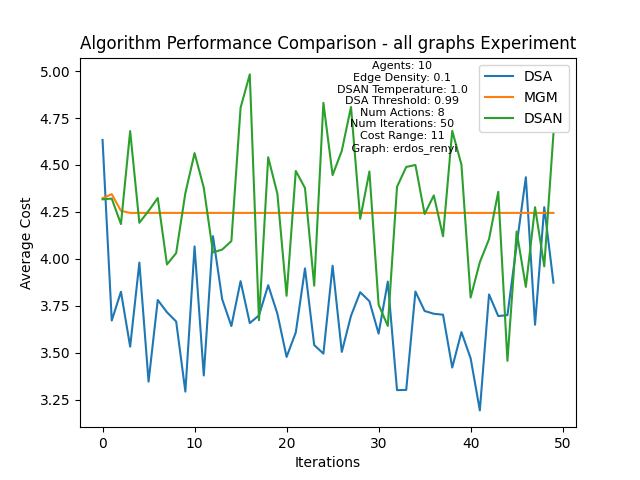 Algorithm Performance Comparison - all graphs Experiment
Agents: 10
Edge Density: 0.1
DSAN Temperature: 1.0
DSA Threshold: 0.99
Num Actions: 8
Num Iterations: 50
Cost Range: 11
Graph: erdos_renyi
DSA
MGM
DSAN
Average Cost
5.00
4.75
4.50
4.25
4.00
3.75
3.50
3.25
0 10 20 30 40 50
Iterations